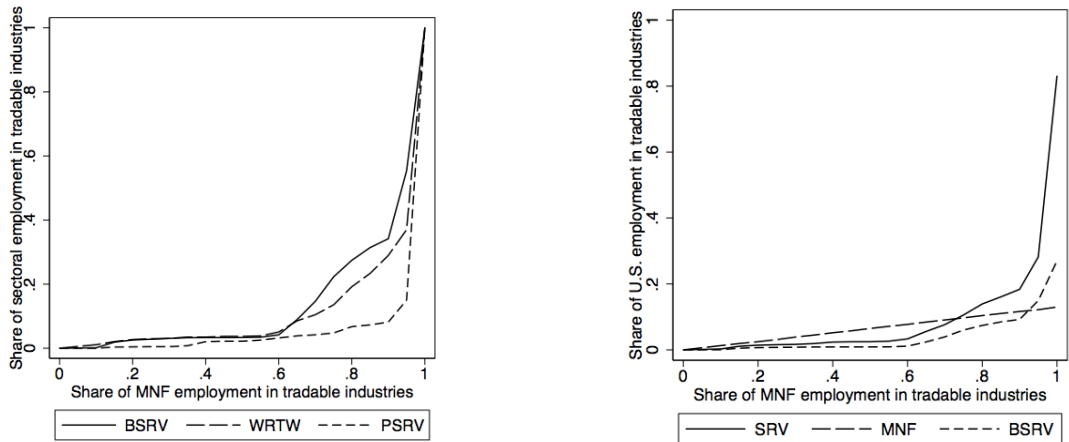 Share of sectoral employment in tradable industries
0 .2 .4 .6 .8 1
0 .2 .4 .6 .8 1
Share of MNF employment in tradable industries
BSRV WRTW PSRV
Share of U.S. employment in tradable industries
0 .2 .4 .6 .8 1
0 .2 .4 .6 .8 1
Share of MNF employment in tradable industries
SRV MNF BSRV